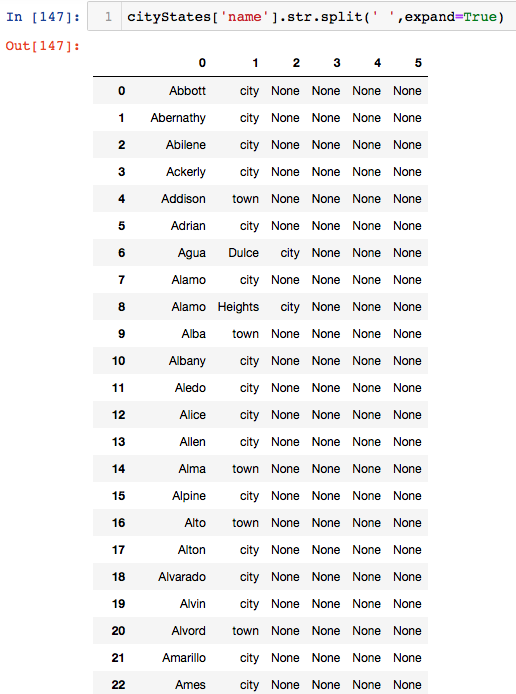 In [147]: 1 cityStates['name'].str.split(' ',expand=True)
Out[147]:
0 1 2 3 4 5
0 Abbott city None None None None
1 Abernathy city None None None None
2 Abilene city None None None None
3 Ackerly city None None None None
4 Addison town None None None None
5 Adrian city None None None None
6 Agua Dulce city None None None
7 Alamo city None None None None
8 Alamo Heights city None None None
9 Alba town None None None None
10 Albany city None None None None
11 Aledo city None None None None
12 Alice city None None None None
13 Allen city None None None None
14 Alma town None None None None
15 Alpine city None None None None
16 Alto town None None None None
17 Alton city None None None None
18 Alvarado city None None None None
19 Alvin city None None None None
20 Alvord town None None None None
21 Amarillo city None None None None
22 Ames city None None None None